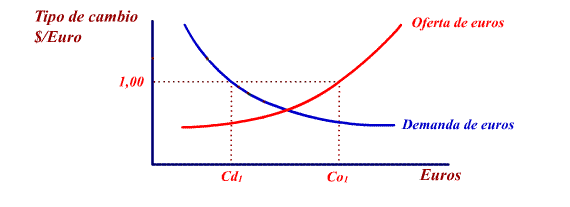 Tipo de cambio
$/Euro
Oferta de euros
1,00
Demanda de euros
Cd1
Co1
Euros